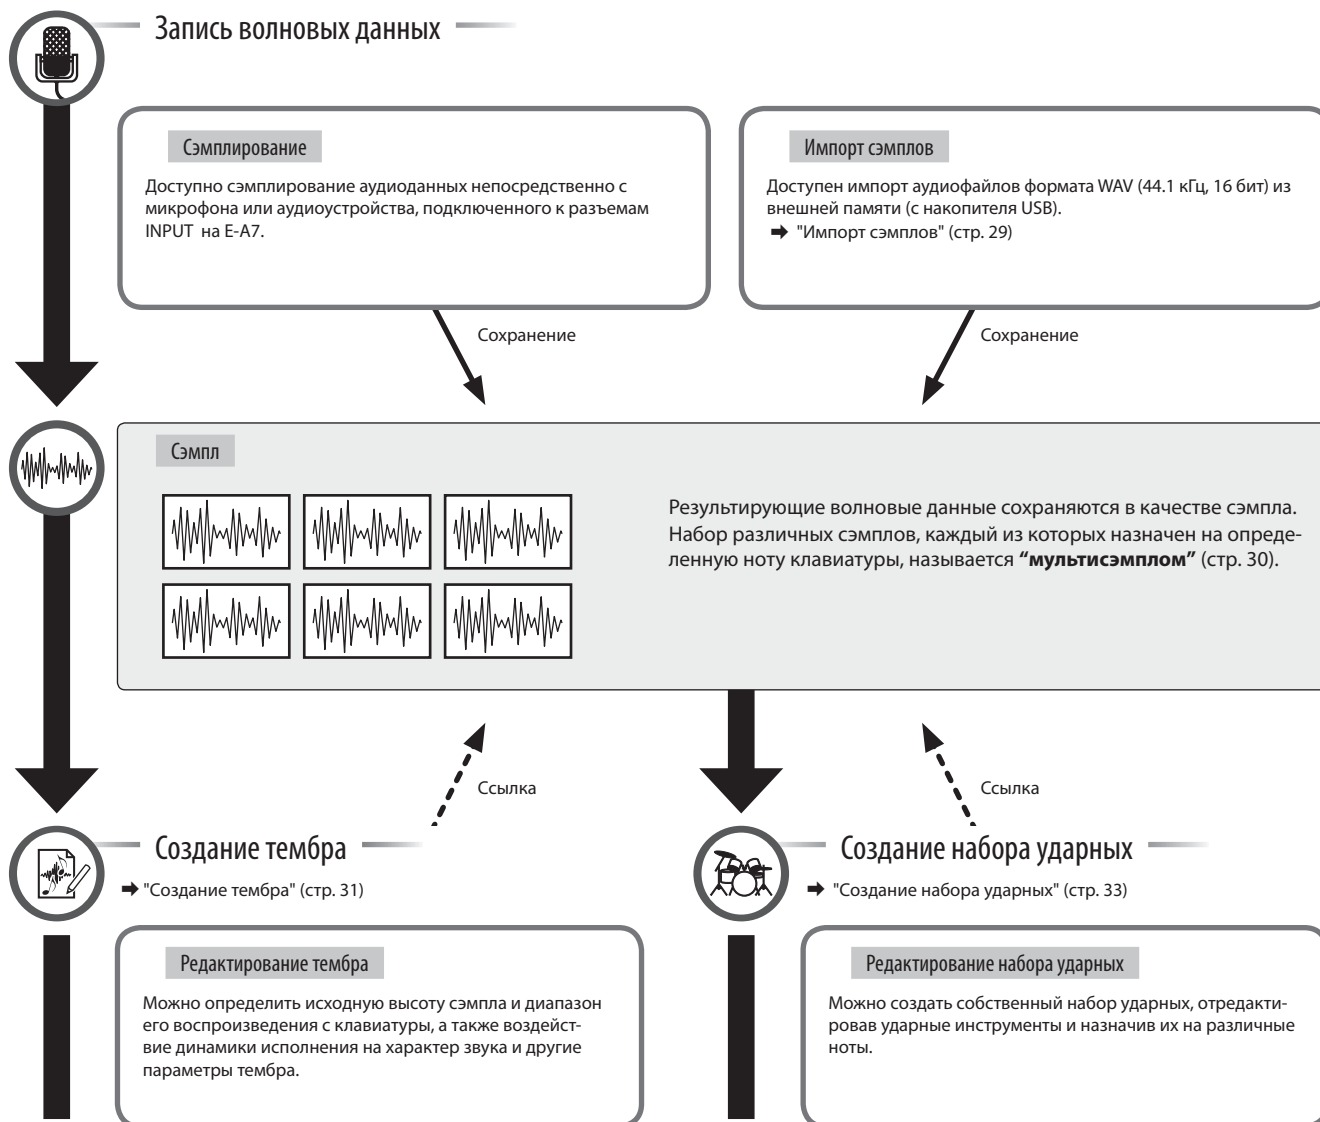 Запись волновых данных
Сэмплирование
Доступно сэмплирование аудиоданных непосредственно с
микрофона или аудиоустройства, подключенного к разъемам
INPUT на E-A7.
Импорт сэмплов
Доступен импорт аудиофайлов формата WAV (44.1 кГц, 16 бит) из
внешней памяти (с накопителя USB).
➡ "Импорт сэмплов" (стр. 29)
Сохранение
Сохранение
Сэмпл
Результирующие волновые данные сохраняются в качестве сэмпла.
Набор различных сэмплов, каждый из которых назначен на опреде-
ленную ноту клавиатуры, называется “мультисэмплом” (стр. 30).
Ссылка
Ссылка
Создание тембра
➡ "Создание тембра" (стр. 31)
Создание набора ударных
➡ "Создание набора ударных" (стр. 33)
Редактирование тембра
Можно определить исходную высоту сэмпла и диапазон
его воспроизведения с клавиатуры, а также воздейст-
вие динамики исполнения на характер звука и другие
параметры тембра.
Редактирование набора ударных
Можно создать собственный набор ударных, отредакти-
ровав ударные инструменты и назначив их на различные
ноты.